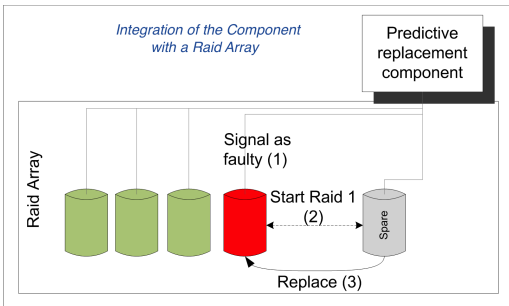 Integration of the Component
with a Raid Array
Predictive
replacement
component
Raid Array
Signal as
faulty (1)
Start Raid 1
(2)
Spare
Replace (3)